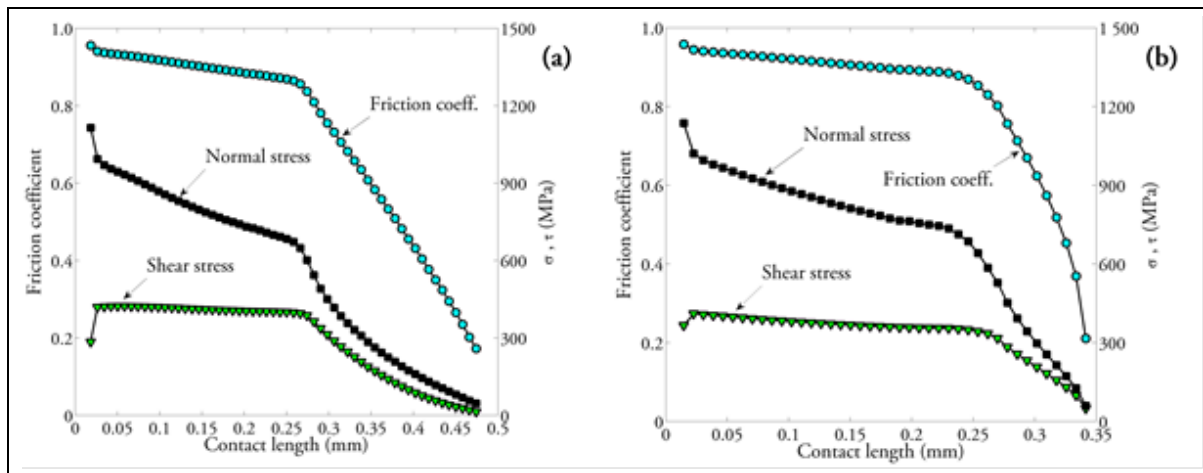 (a)
Friction coefficient
1.0
0.8
0.6
0.4
0.2
0
1 500
1200
900
600
300
0
σ , τ (MPa)
Friction coeff.
Normal stress
Shear stress
0 0.05 0.1 0.15 0.2 0.25 0.3 0.35 0.4 0.45 0.5
Contact length (mm)
(b)
Friction coefficient
1.0
0.8
0.6
0.4
0.2
0
1 500
1200
900
600
300
0
σ , τ (MPa)
Normal stress
Friction coeff.
Shear stress
0 0.05 0.1 0.15 0.2 0.25 0.3 0.35
Contact length (mm)